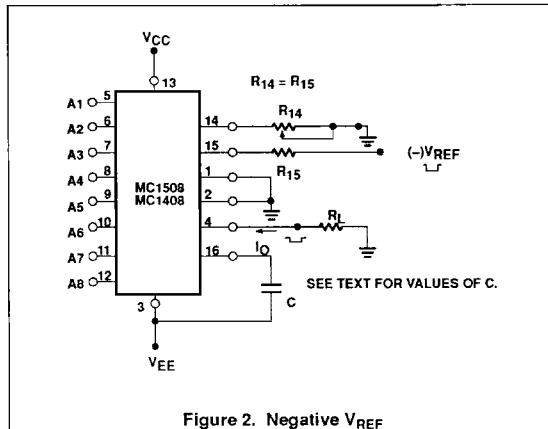 VCC
13
R14 = R15
A1 5
A2 6
A3 7
A4 8
A5 9
A6 10
A7 11
A8 12
MC1508
MC1408
14
R14
15
R15
(–)VREF
1
2
4
RL
IO
16
C
SEE TEXT FOR VALUES OF C.
3
VEE
Figure 2. Negative VREF